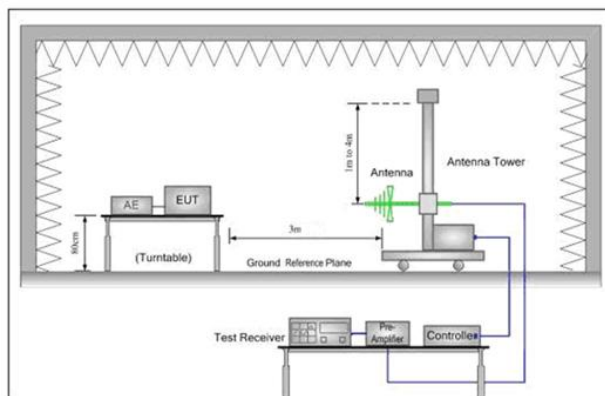 1m to 4m
Antenna
Antenna Tower
AE
EUT
80cm
(Turntable)
3m
Ground Reference Plane
Test Receiver
Pre-
Amplifier
Controller